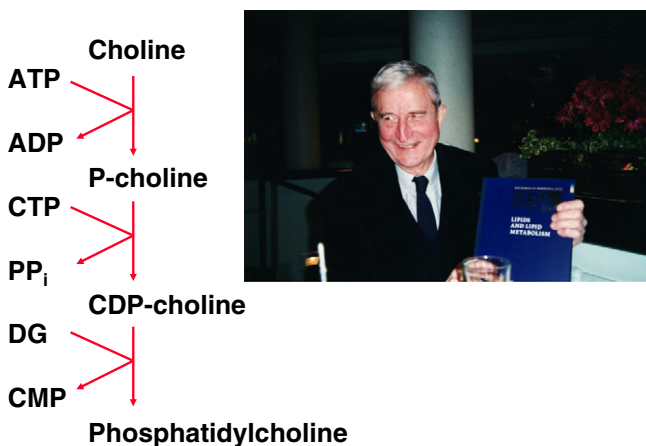 Choline
ATP
ADP
P-choline
CTP
PPi
CDP-choline
DG
CMP
Phosphatidylcholine
LIPIDS
AND LIPID
METABOLISM